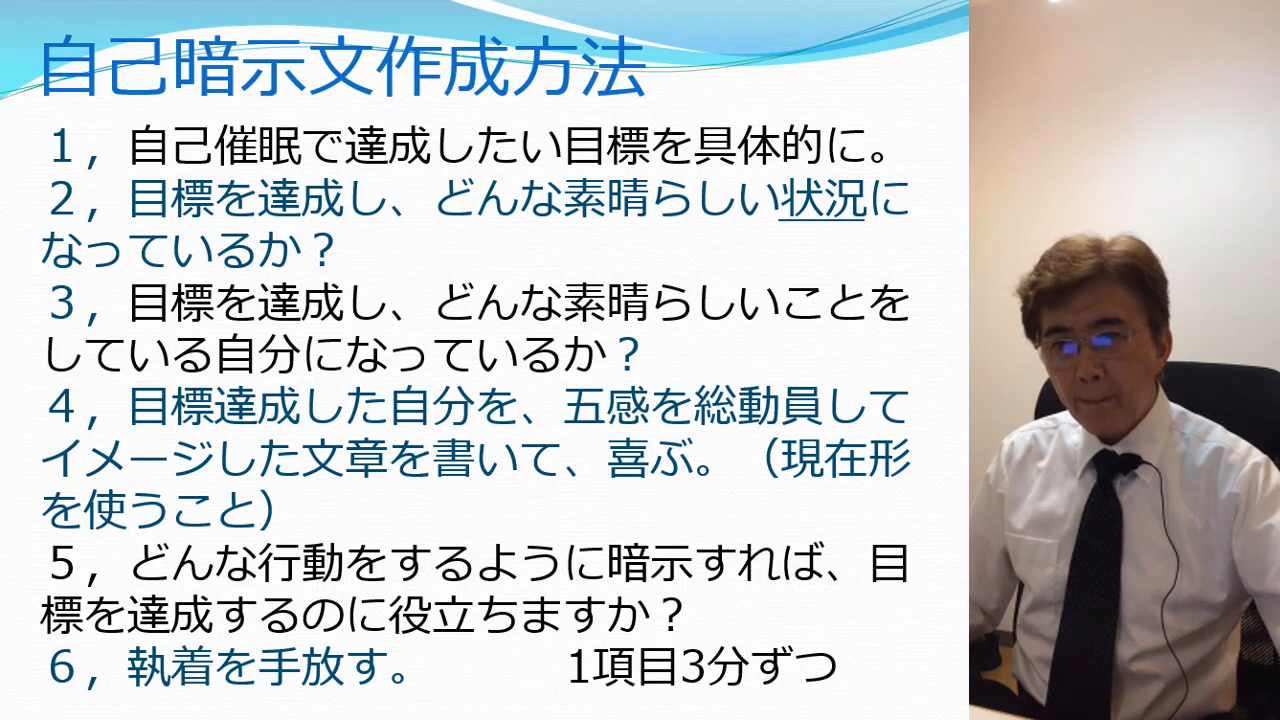 自己暗示文作成方法
１，自己催眠で達成したい目標を具体的に。
２，目標を達成し、どんな素晴らしい状況に
なっているか？
３，目標を達成し、どんな素晴らしいことを
している自分になっているか？
４，目標達成した自分を、五感を総動員して
イメージした文章を書いて、喜ぶ。（現在形
を使うこと）
５，どんな行動をするように暗示すれば、目
標を達成するのに役立ちますか？
６，執着を手放す。　　　1項目3分ずつ